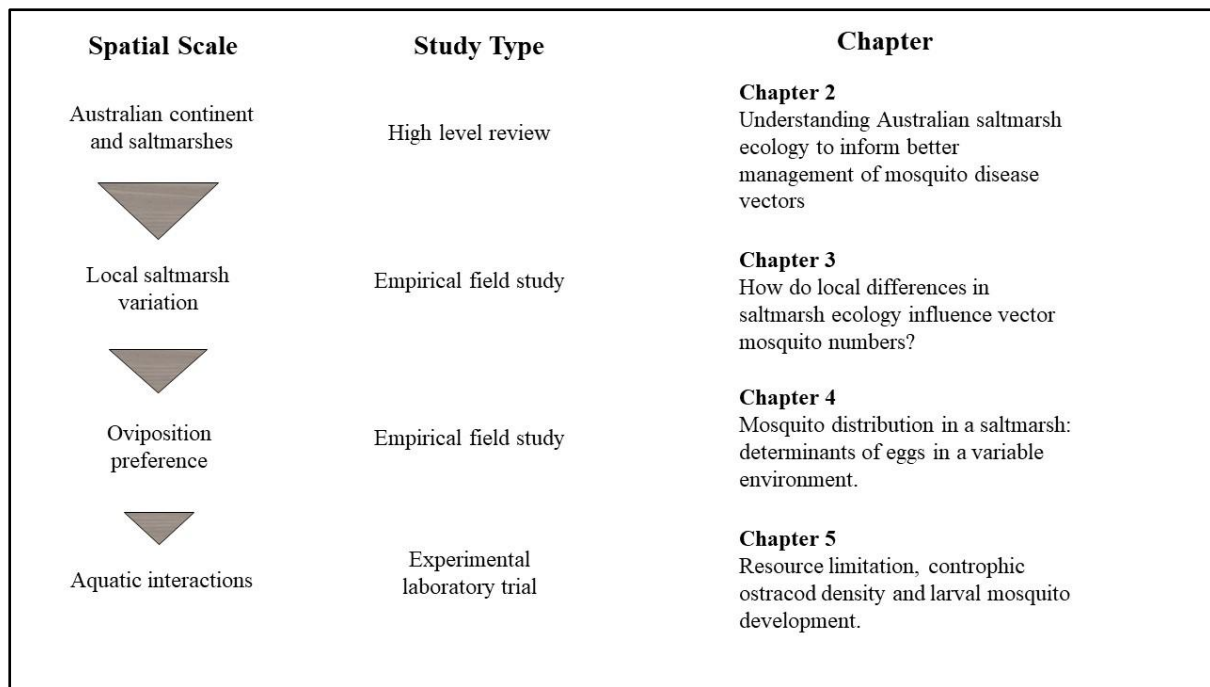 Spatial Scale
Study Type
Chapter
Australian continent
and saltmarshes
High level review
Chapter 2
Understanding Australian saltmarsh
ecology to inform better
management of mosquito disease
vectors
Local saltmarsh
variation
Empirical field study
Chapter 3
How do local differences in
saltmarsh ecology influence vector
mosquito numbers?
Oviposition
preference
Empirical field study
Chapter 4
Mosquito distribution in a saltmarsh:
determinants of eggs in a variable
environment.
Aquatic interactions
Experimental
laboratory trial
Chapter 5
Resource limitation, controphic
ostracod density and larval mosquito
development.